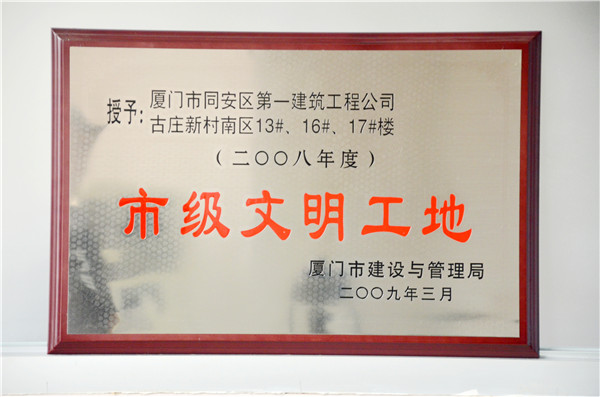 授予:
厦门市同安区第一建筑工程公司
古庄新村南区13#、16#、17#楼
(二〇〇八年度)
市级文明工地
厦门市建设与管理局
二〇〇九年三月